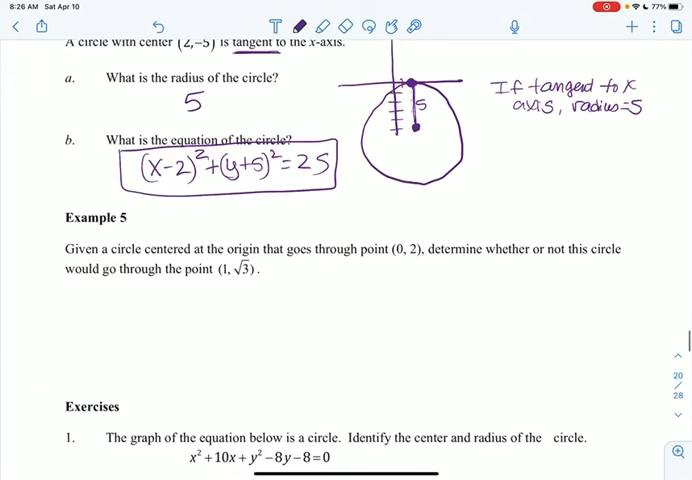 8:26 AM Sat Apr 10
77%
A circle with center (2,−5) is tangent to the x-axis.
a. What is the radius of the circle?
5
5
If tangent to x
axis, radius=5
b. What is the equation of the circle?
(x-2)²+(y+5)²=25
Example 5
Given a circle centered at the origin that goes through point (0, 2), determine whether or not this circle
would go through the point (1, √3).
20
/
28
Exercises
1. The graph of the equation below is a circle. Identify the center and radius of the circle.
x² +10x + y² −8y −8 = 0